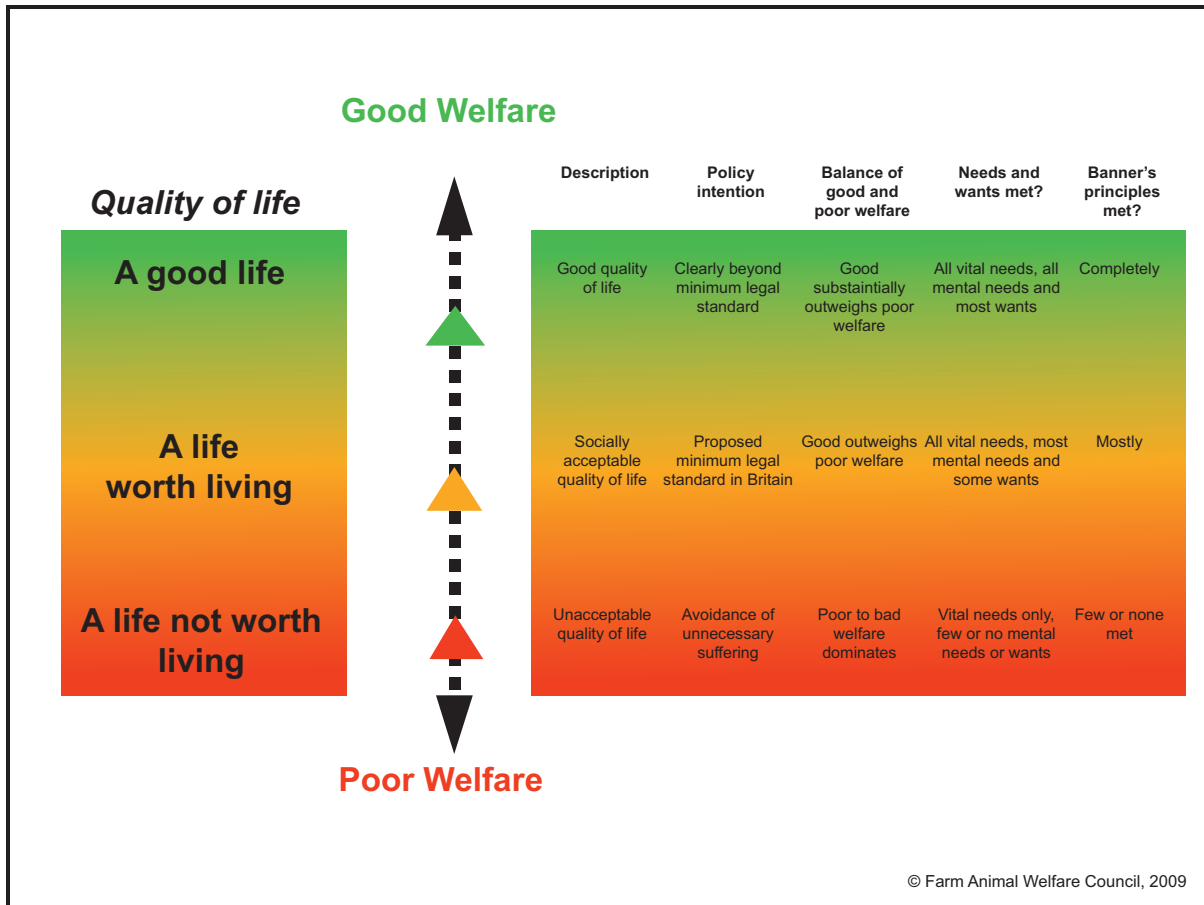 Good Welfare
Quality of life
Description
Policy
intention
Balance of
good and
poor welfare
Needs and
wants met?
Banner's
principles
met?
A good life
Good quality
of life
Clearly beyond
minimum legal
standard
Good
substaintially
outweighs poor
welfare
All vital needs, all
mental needs and
most wants
Completely
A life
worth living
Socially
acceptable
quality of life
Proposed
minimum legal
standard in Britain
Good outweighs
poor welfare
All vital needs, most
mental needs and
some wants
Mostly
A life not worth
living
Unacceptable
quality of life
Avoidance of
unnecessary
suffering
Poor to bad
welfare
dominates
Vital needs only,
few or no mental
needs or wants
Few or none
met
Poor Welfare
© Farm Animal Welfare Council, 2009